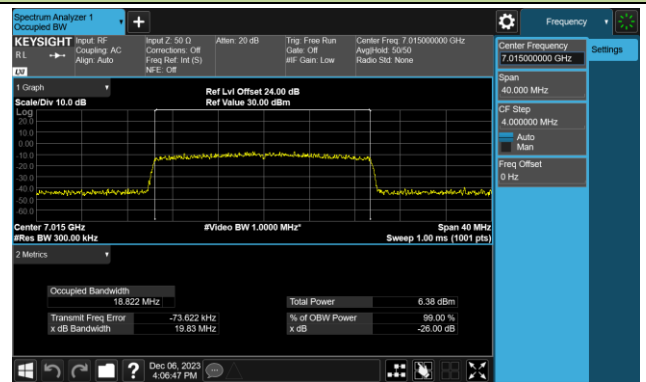 Spectrum Analyzer 1
Occupied BW
Frequency
KEYSIGHT
Input: RF
Coupling: AC
Align: Auto
Input Z: 50 Ω
Corrections: Off
Freq Ref: Int (S)
NFE: Off
Atten: 20 dB
Trig: Free Run
Gate: Off
#IF Gain: Low
Center Freq: 7.015000000 GHz
Avg|Hold: 50/50
Radio Std: None
RL
LXI
Center Frequency
7.015000000 GHz
Settings
Span
40.000 MHz
CF Step
4.000000 MHz
Auto
Man
Freq Offset
0 Hz
1 Graph
Scale/Div 10.0 dB
Ref Lvl Offset 24.00 dB
Ref Value 30.00 dBm
Log
20.0
10.0
0.00
-10.0
-20.0
-30.0
-40.0
-50.0
-60.0
Center 7.015 GHz
#Res BW 300.00 kHz
#Video BW 1.0000 MHz*
Span 40 MHz
Sweep 1.00 ms (1001 pts)
2 Metrics
Occupied Bandwidth
18.822 MHz
Total Power 6.38 dBm
Transmit Freq Error -73.622 kHz
% of OBW Power 99.00 %
x dB Bandwidth 19.83 MHz
x dB -26.00 dB
?
Dec 06, 2023
4:06:47 PM